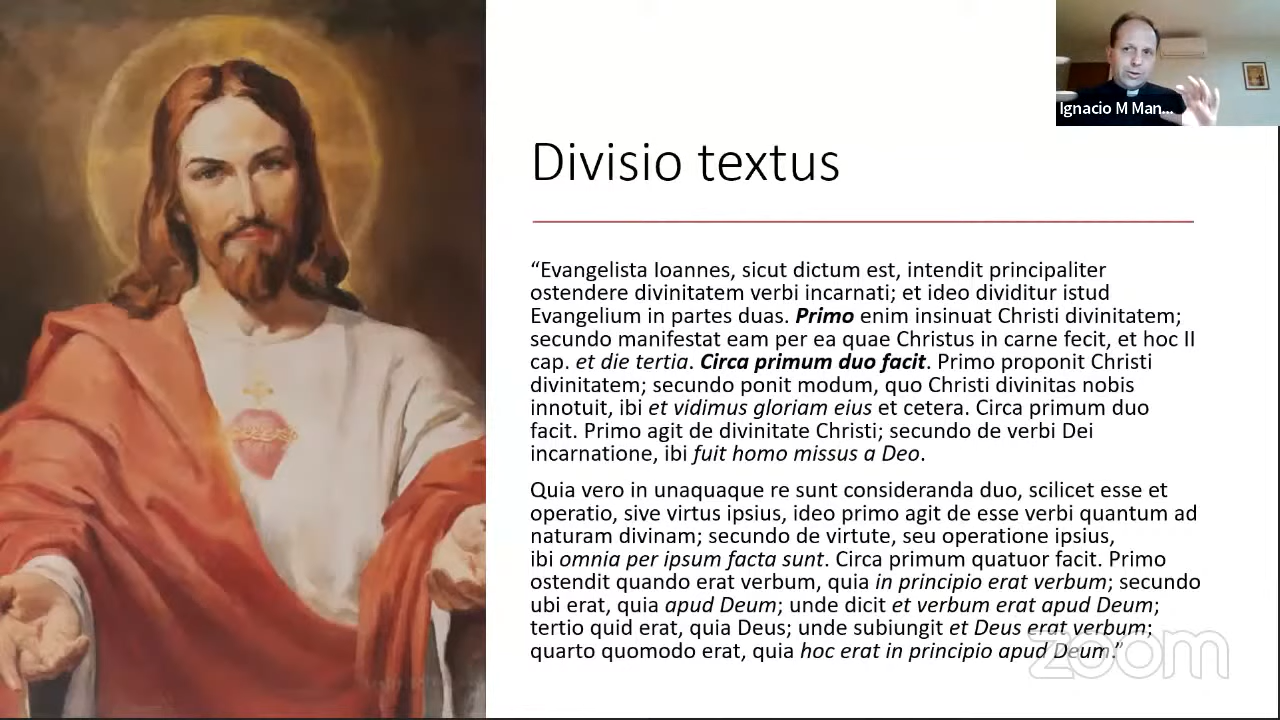 Ignacio M Man...
Divisio textus
“Evangelista Ioannes, sicut dictum est, intendit principaliter
ostendere divinitatem verbi incarnati; et ideo dividitur istud
Evangelium in partes duas. Primo enim insinuat Christi divinitatem;
secundo manifestat eam per ea quae Christus in carne fecit, et hoc II
cap. et die tertia. Circa primum duo facit. Primo proponit Christi
divinitatem; secundo ponit modum, quo Christi divinitas nobis
innotuit, ibi et vidimus gloriam eius et cetera. Circa primum duo
facit. Primo agit de divinitate Christi; secundo de verbi Dei
incarnatione, ibi fuit homo missus a Deo.
Quia vero in unaquaque re sunt consideranda duo, scilicet esse et
operatio, sive virtus ipsius, ideo primo agit de esse verbi quantum ad
naturam divinam; secundo de virtute, seu operatione ipsius,
ibi omnia per ipsum facta sunt. Circa primum quatuor facit. Primo
ostendit quando erat verbum, quia in principio erat verbum; secundo
ubi erat, quia apud Deum; unde dicit et verbum erat apud Deum;
tertio quid erat, quia Deus; unde subiungit et Deus erat verbum;
quarto quomodo erat, quia hoc erat in principio apud Deum.”
zoom